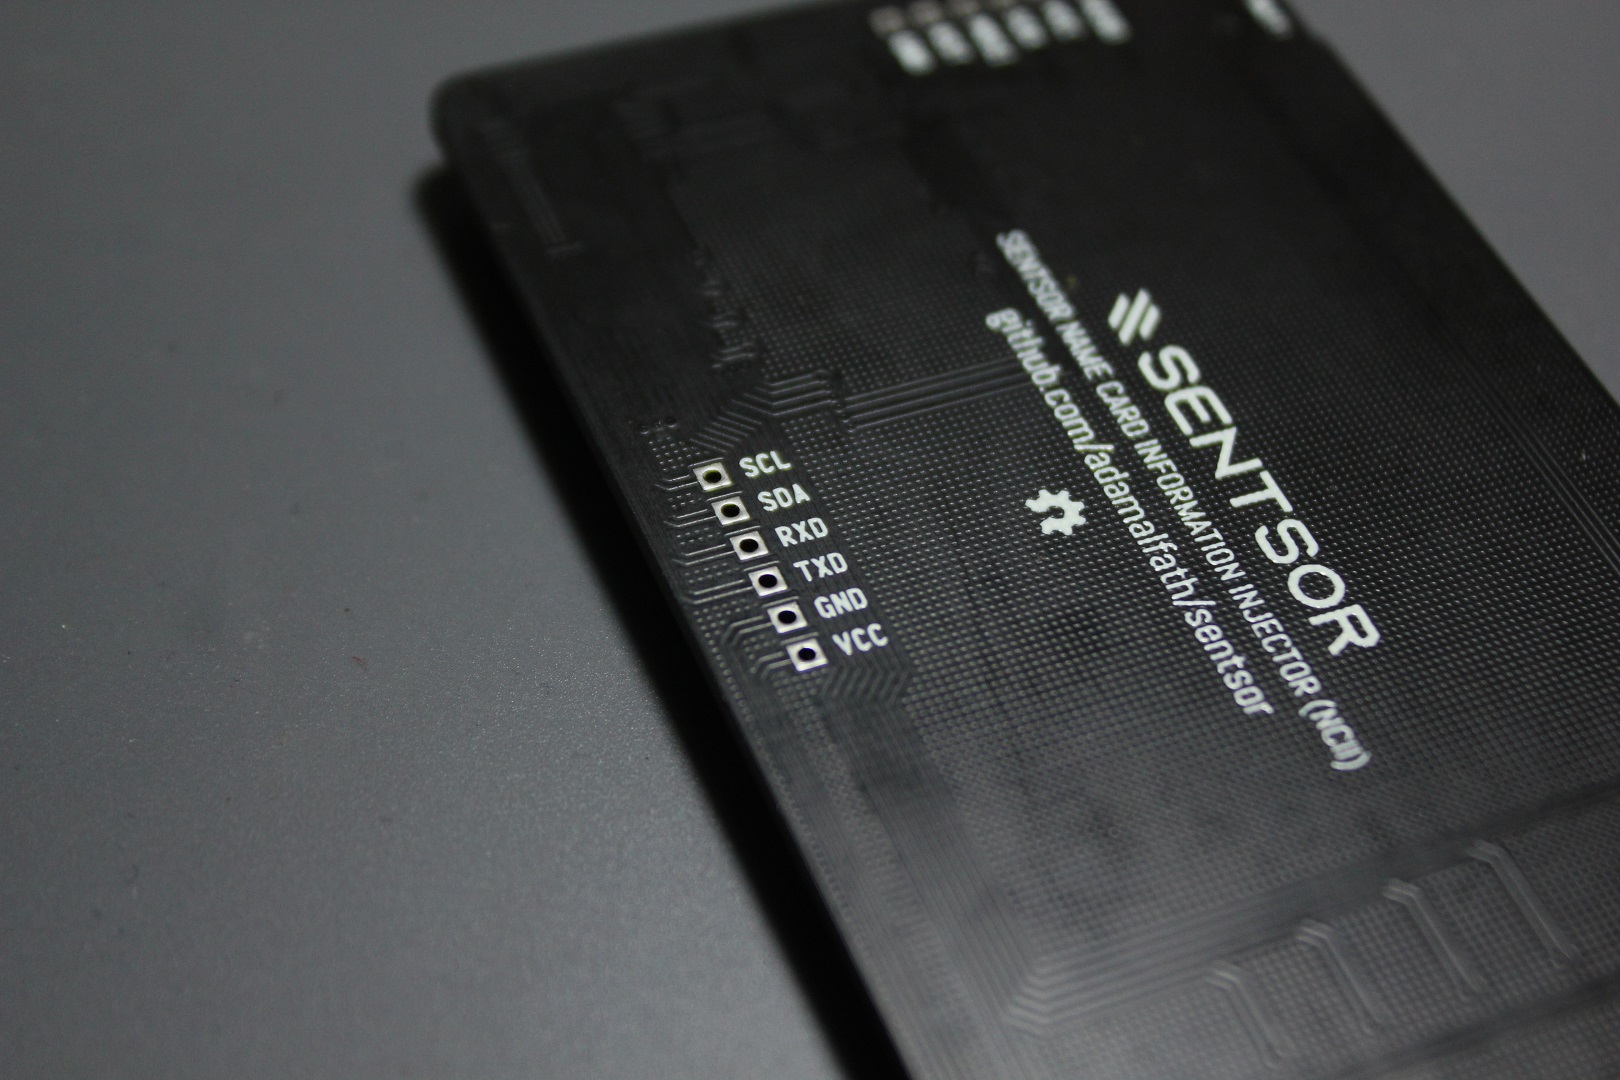 SENTSOR
SENTSOR NAME CARD INFORMATION INJECTOR (NCII)
github.com/adamalfath/sentsor
SCL
SDA
RXD
TXD
GND
VCC